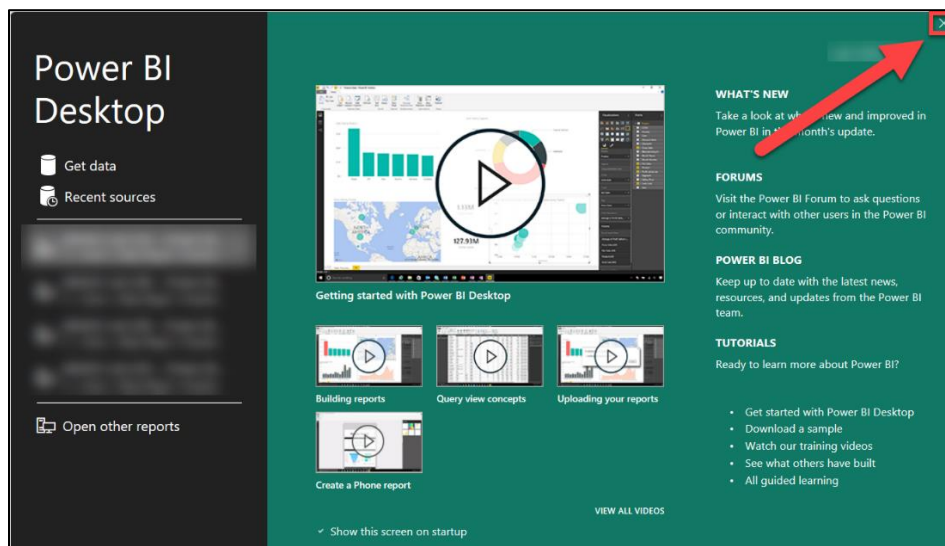 Power BI
Desktop
Get data
Recent sources
Open other reports
1.11M
127.93M
Getting started with Power BI Desktop
Building reports
Query view concepts
Uploading your reports
Create a Phone report
VIEW ALL VIDEOS
Show this screen on startup
WHAT'S NEW
Take a look at new and improved in
Power BI in month's update.
FORUMS
Visit the Power BI Forum to ask questions
or interact with other users in the Power BI
community.
POWER BI BLOG
Keep up to date with the latest news,
resources, and updates from the Power BI
team.
TUTORIALS
Ready to learn more about Power BI?
• Get started with Power BI Desktop
• Download a sample
• Watch our training videos
• See what others have built
• All guided learning